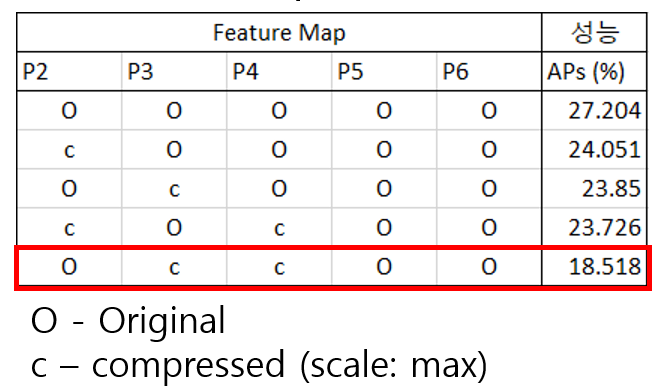 Feature Map 성능
P2 P3 P4 P5 P6 APs (%)
O O O O O 27.204
c O O O O 24.051
O c O O O 23.85
c O c O O 23.726
O c c O O 18.518
O - Original
c – compressed (scale: max)